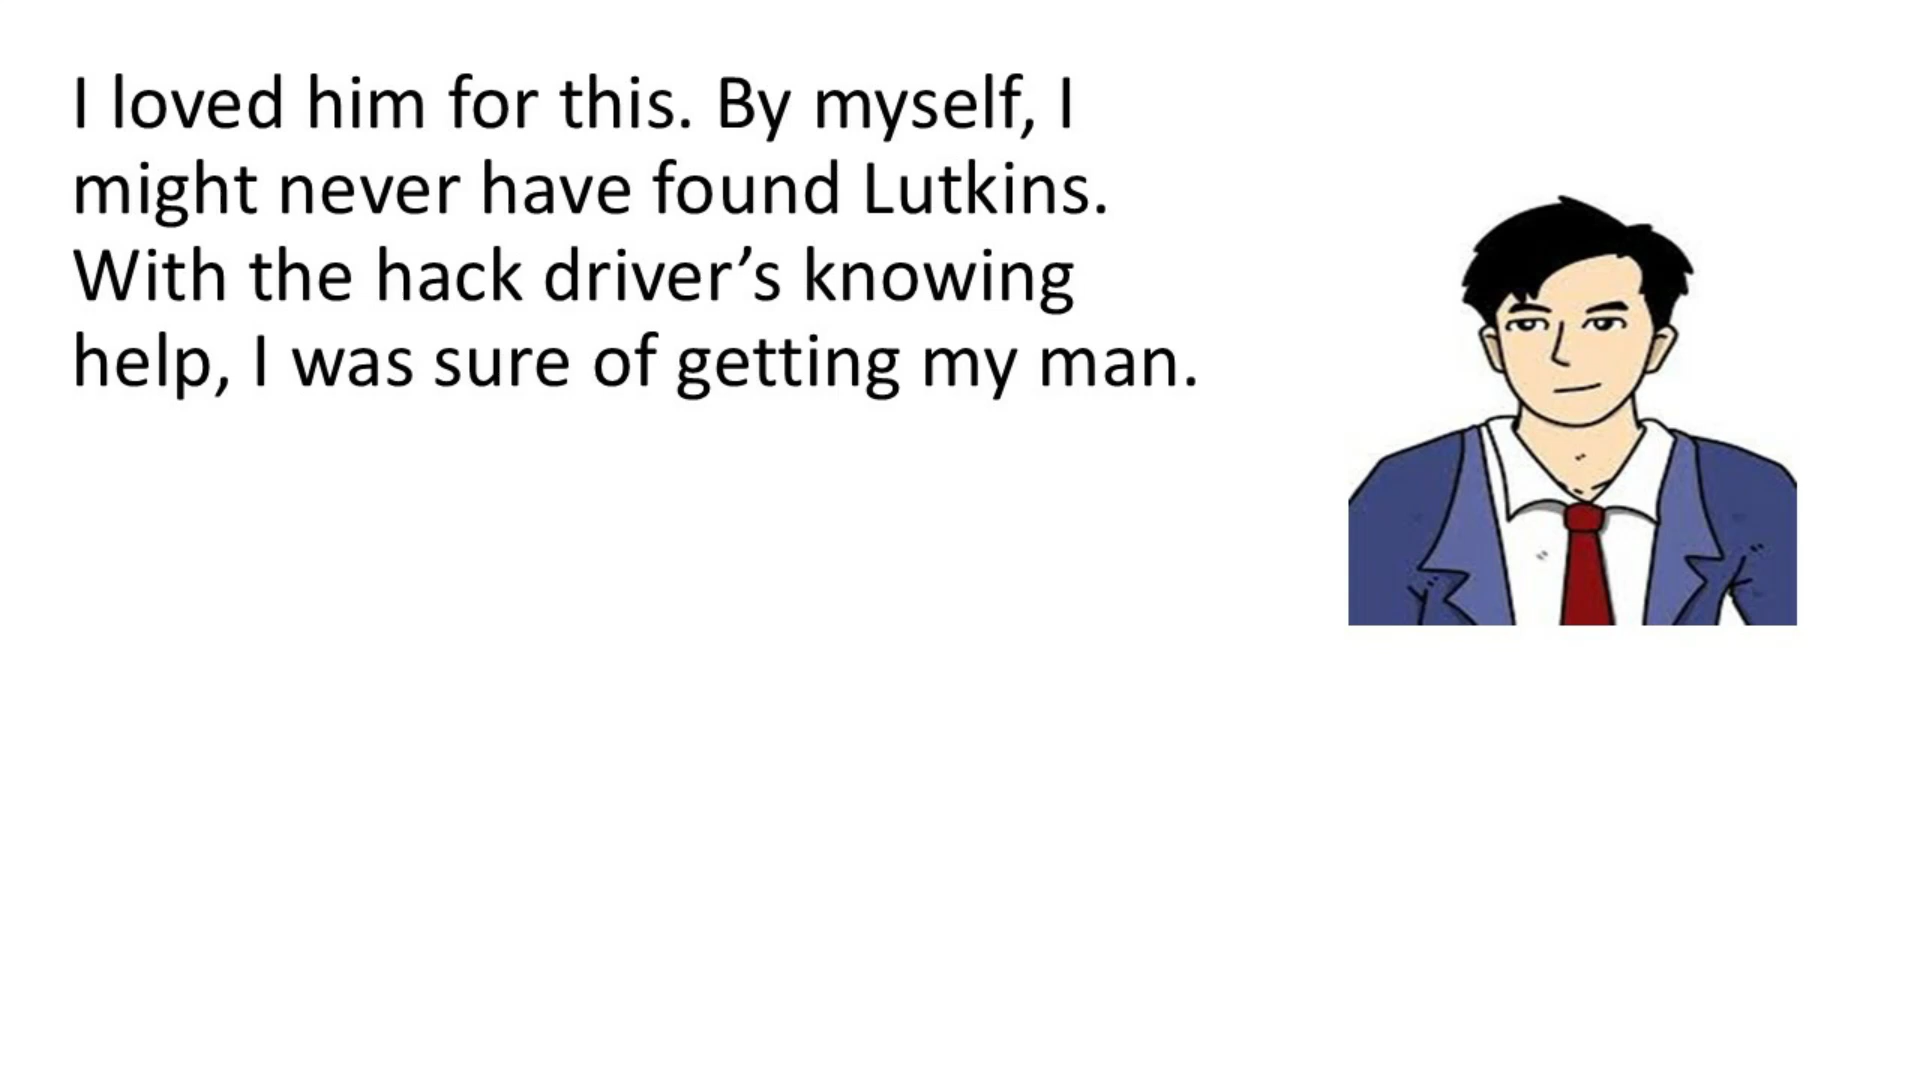 I loved him for this. By myself, I
might never have found Lutkins.
With the hack driver’s knowing
help, I was sure of getting my man.